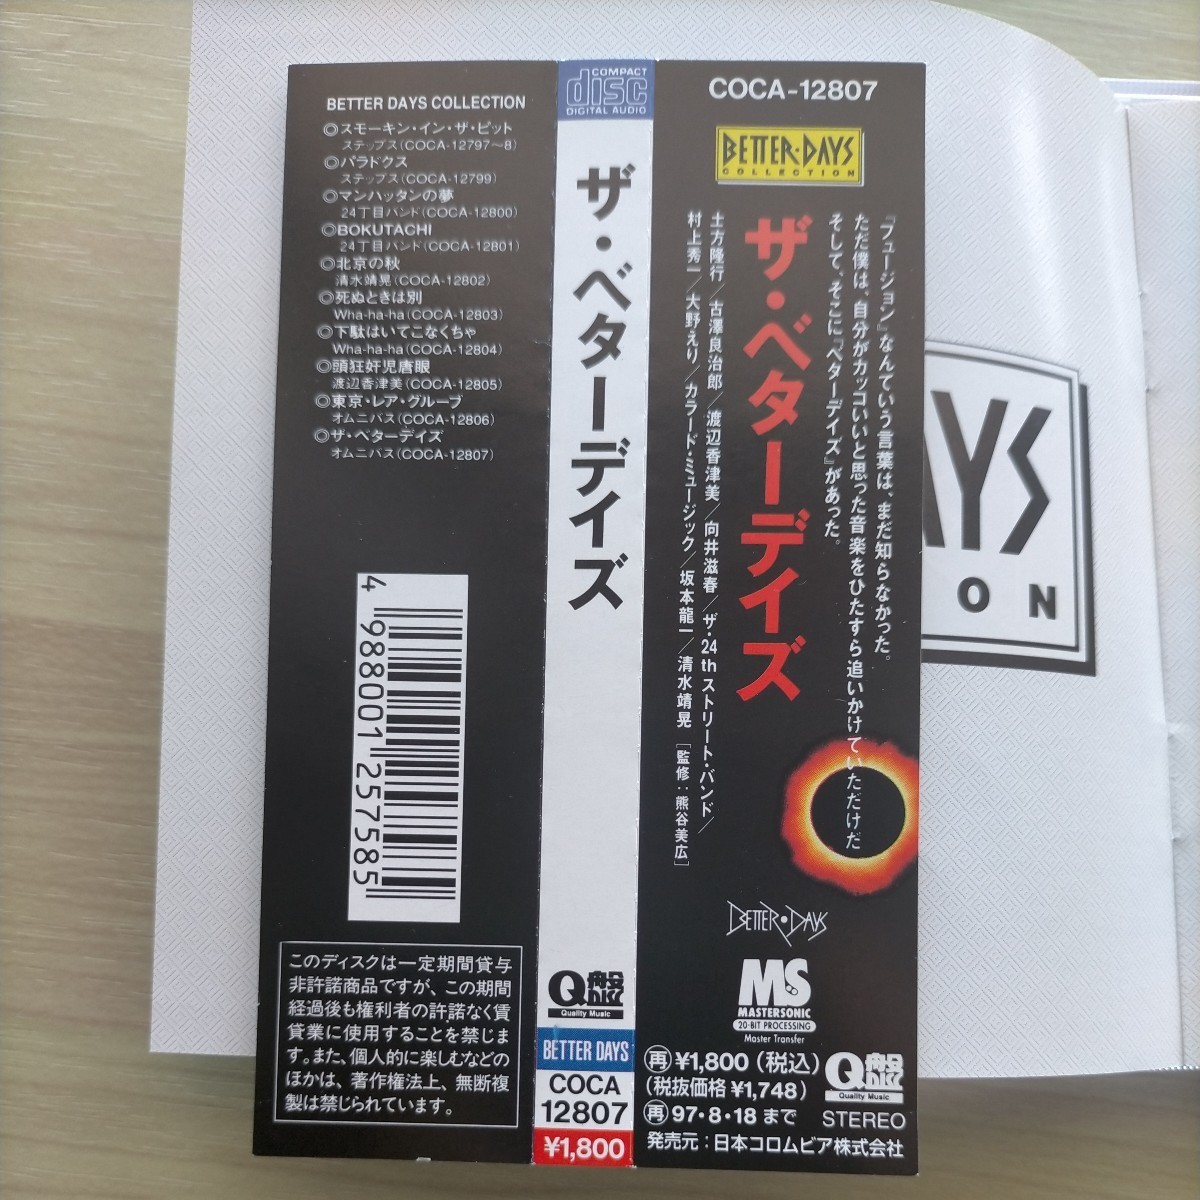 BETTER DAYS COLLECTION
◎スモーキン・イン・ザ・ピット
ステップス(COCA-12797〜8)
◎パラドクス
ステップス(COCA-12799)
◎マンハッタンの夢
24丁目バンド(COCA-12800)
◎BOKUTACHI
24丁目バンド(COCA-12801)
◎北京の秋
清水靖晃(COCA-12802)
◎死ぬときは別
Wha-ha-ha(COCA-12803)
◎下駄はいてこなくちゃ
Wha-ha-ha(COCA-12804)
◎頭狂奸児唐眼
渡辺香津美(COCA-12805)
◎東京・レア・グルーブ
オムニバス(COCA-12806)
◎ザ・ベターデイズ
オムニバス(COCA-12807)
4 988001 257585
このディスクは一定期間貸与
非許諾商品ですが、この期間
経過後も権利者の許諾なく賃
貸業に使用することを禁じま
す。また、個人的に楽しむなどの
ほかは、著作権法上、無断複
製は禁じられています。
COMPACT
disc
DIGITAL AUDIO
ザ・ベターデイズ
Q盤
Quality Music
BETTER DAYS
COCA
12807
¥1,800
COCA-12807
BETTER・DAYS
COLLECTION
『フュージョン』なんていう言葉は、まだ知らなかった。
ただ僕は、自分がカッコいいと思った音楽をひたすら追いかけていただけだ
そして、そこに『ベターデイズ』があった。
ザ・ベターデイズ
土方隆行／古澤良治郎／渡辺香津美／向井滋春／ザ・24thストリート・バンド／
村上秀一／大野えり／カラード・ミュージック／坂本龍一／清水靖晃 [監修：熊谷美広]
BETTER・DAYS
MS
MASTERSONIC
20-BIT PROCESSING
Master Transfer
再 ¥1,800(税込)
(税抜価格 ¥1,748)
再 97・8・18まで
Q盤
Quality Music
STEREO
発売元：日本コロムビア株式会社
AYS
ON